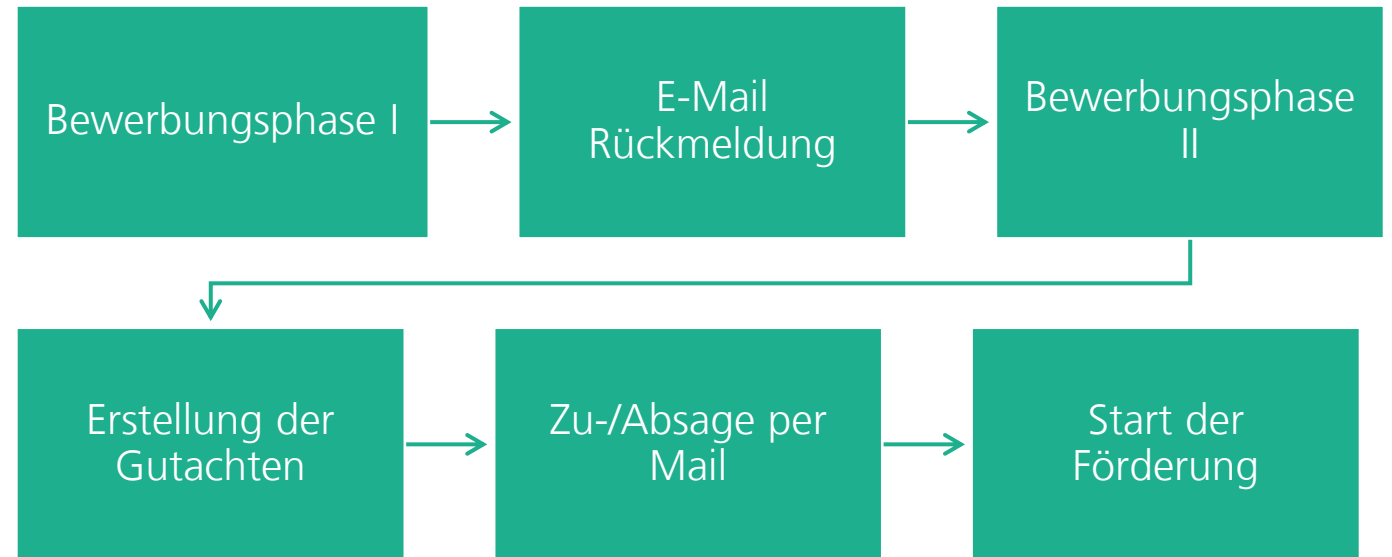 Bewerbungsphase I
E-Mail
Rückmeldung
Bewerbungsphase
II
Erstellung der
Gutachten
Zu-/Absage per
Mail
Start der
Förderung